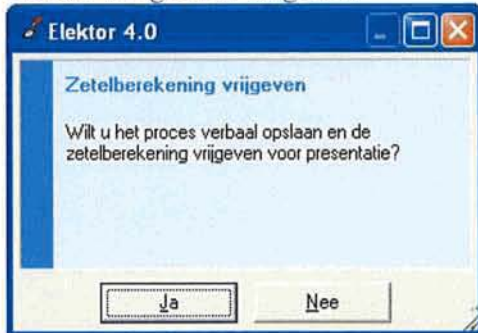 Elektor 4.0
Zetelberekening vrijgeven
Wilt u het proces verbaal opslaan en de
zetelberekening vrijgeven voor presentatie?
Ja
Nee